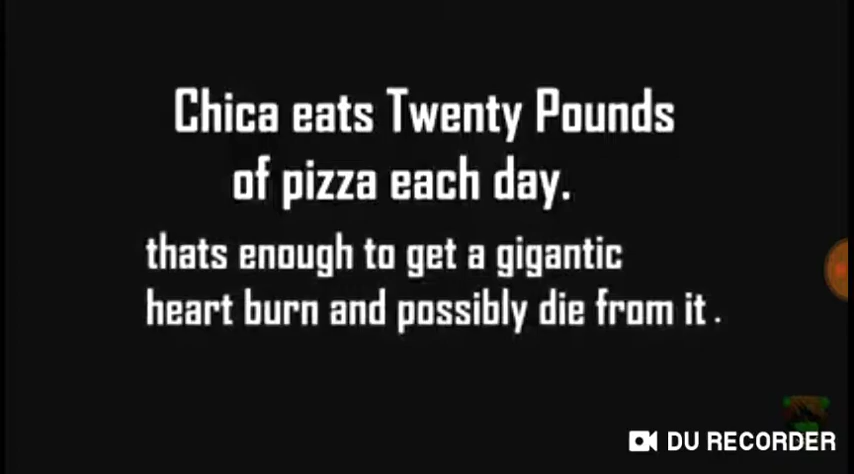 Chica eats Twenty Pounds
of pizza each day.
thats enough to get a gigantic
heart burn and possibly die from it .
DU RECORDER